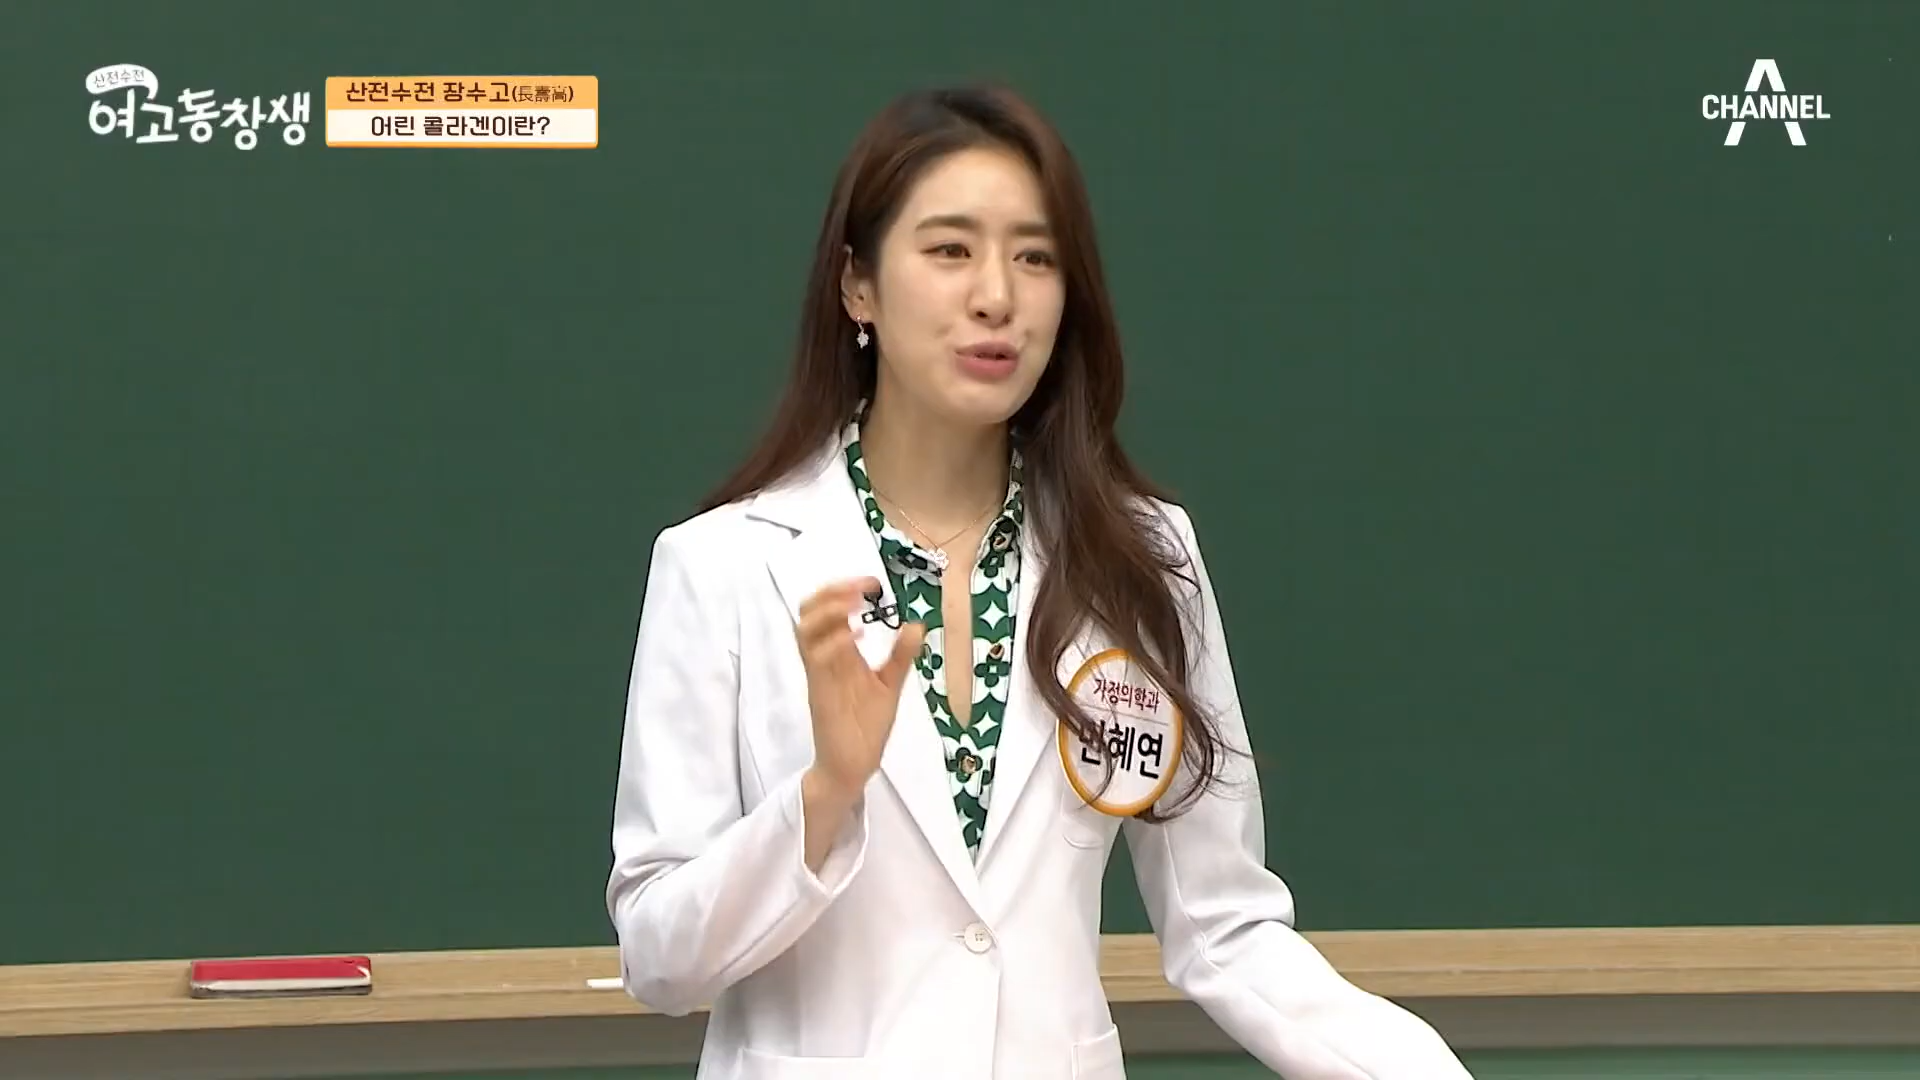 산전수전
여고동창생
산전수전 장수고(長壽高)
어린 콜라겐이란?
CHANNEL A
가정의학과
혜연